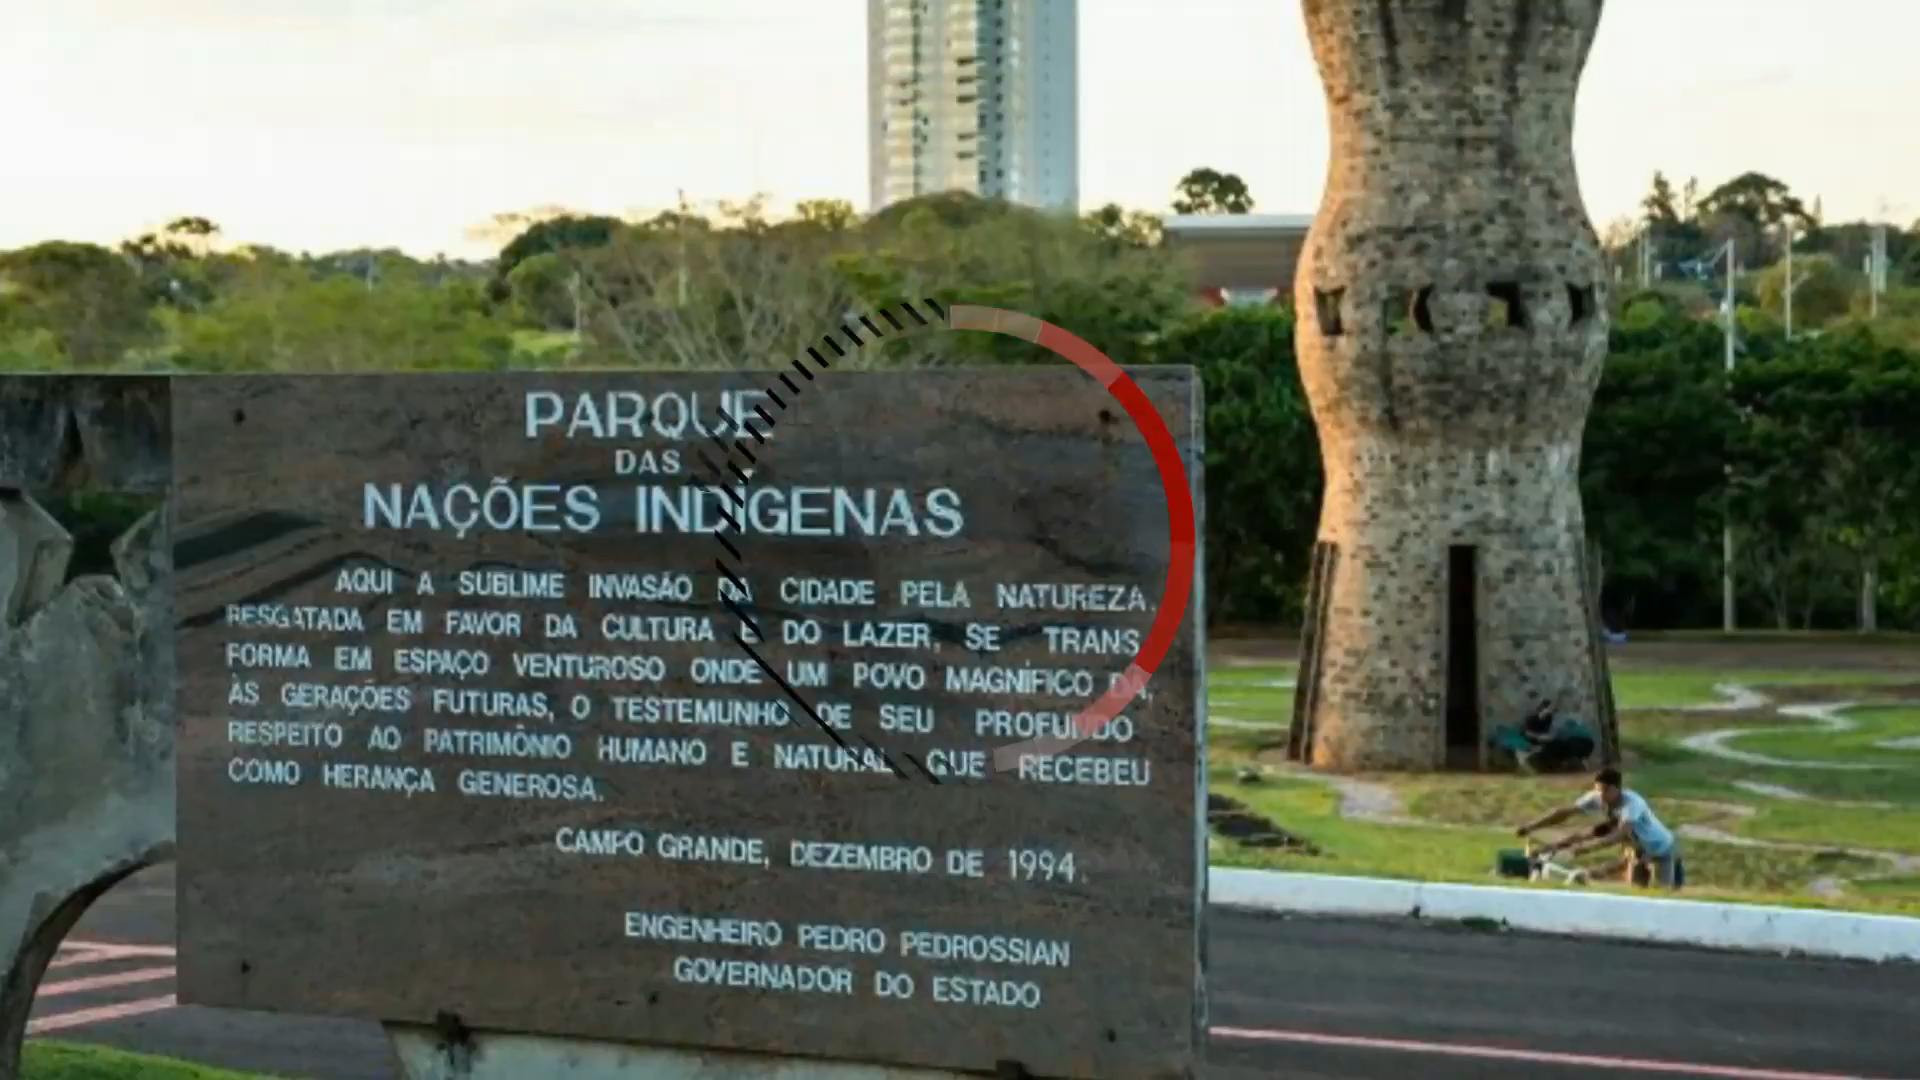 PARQUE
DAS
NAÇÕES INDÍGENAS
AQUI A SUBLIME INVASÃO DA CIDADE PELA NATUREZA.
RESGATADA EM FAVOR DA CULTURA E DO LAZER, SE TRANS
FORMA EM ESPAÇO VENTUROSO ONDE UM POVO MAGNÍFICO DA,
ÀS GERAÇÕES FUTURAS, O TESTEMUNHO DE SEU PROFUNDO
RESPEITO AO PATRIMÔNIO HUMANO E NATURAL QUE RECEBEU
COMO HERANÇA GENEROSA.
CAMPO GRANDE, DEZEMBRO DE 1994.
ENGENHEIRO PEDRO PEDROSSIAN
GOVERNADOR DO ESTADO